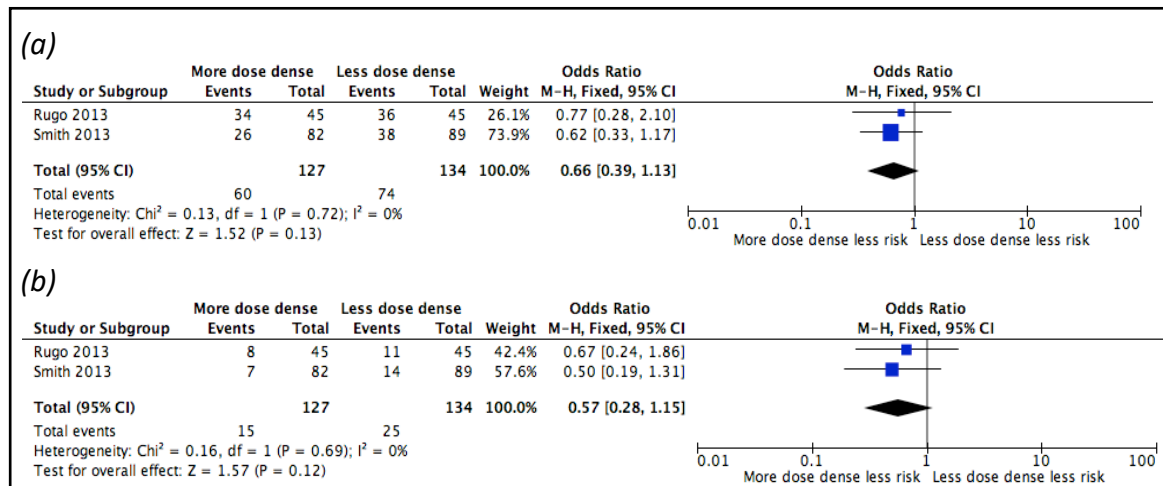 (a)
More dose dense Less dose dense Odds Ratio Odds Ratio
Study or Subgroup Events Total Events Total Weight M-H, Fixed, 95% CI M-H, Fixed, 95% CI
Rugo 2013 34 45 36 45 26.1% 0.77 [0.28, 2.10]
Smith 2013 26 82 38 89 73.9% 0.62 [0.33, 1.17]
Total (95% CI) 127 134 100.0% 0.66 [0.39, 1.13]
Total events 60 74
Heterogeneity: Chi² = 0.13, df = 1 (P = 0.72); I² = 0%
Test for overall effect: Z = 1.52 (P = 0.13)
0.01 0.1 1 10 100
More dose dense less risk Less dose dense less risk
(b)
More dose dense Less dose dense Odds Ratio Odds Ratio
Study or Subgroup Events Total Events Total Weight M-H, Fixed, 95% CI M-H, Fixed, 95% CI
Rugo 2013 8 45 11 45 42.4% 0.67 [0.24, 1.86]
Smith 2013 7 82 14 89 57.6% 0.50 [0.19, 1.31]
Total (95% CI) 127 134 100.0% 0.57 [0.28, 1.15]
Total events 15 25
Heterogeneity: Chi² = 0.16, df = 1 (P = 0.69); I² = 0%
Test for overall effect: Z = 1.57 (P = 0.12)
0.01 0.1 1 10 100
More dose dense less risk Less dose dense less risk